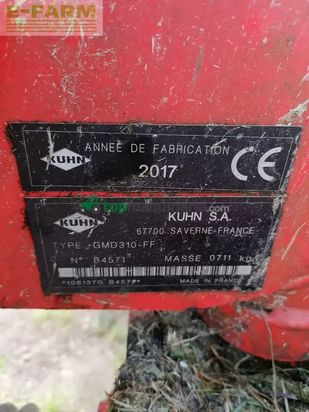 E-FARM
KUHN
ANNEE DE FABRICATION
2017
CE
KUHN
KUHN S.A.
67700 SAVERNE-FRANCE
TYPE GMD310-FF
N° B4571
MASSE 0711 kg
MADE IN FRANCE